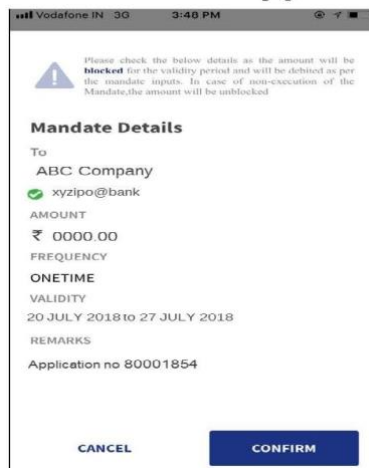 Vodafone IN 3G 3:48 PM
Please check the below details as the amount will be
blocked for the validity period and will be debited as per
the mandate inputs. In case of non-execution of the
Mandate,the amount will be unblocked
Mandate Details
To
ABC Company
xyzipo@bank
AMOUNT
₹ 0000.00
FREQUENCY
ONETIME
VALIDITY
20 JULY 2018 to 27 JULY 2018
REMARKS
Application no 80001854
CANCEL CONFIRM